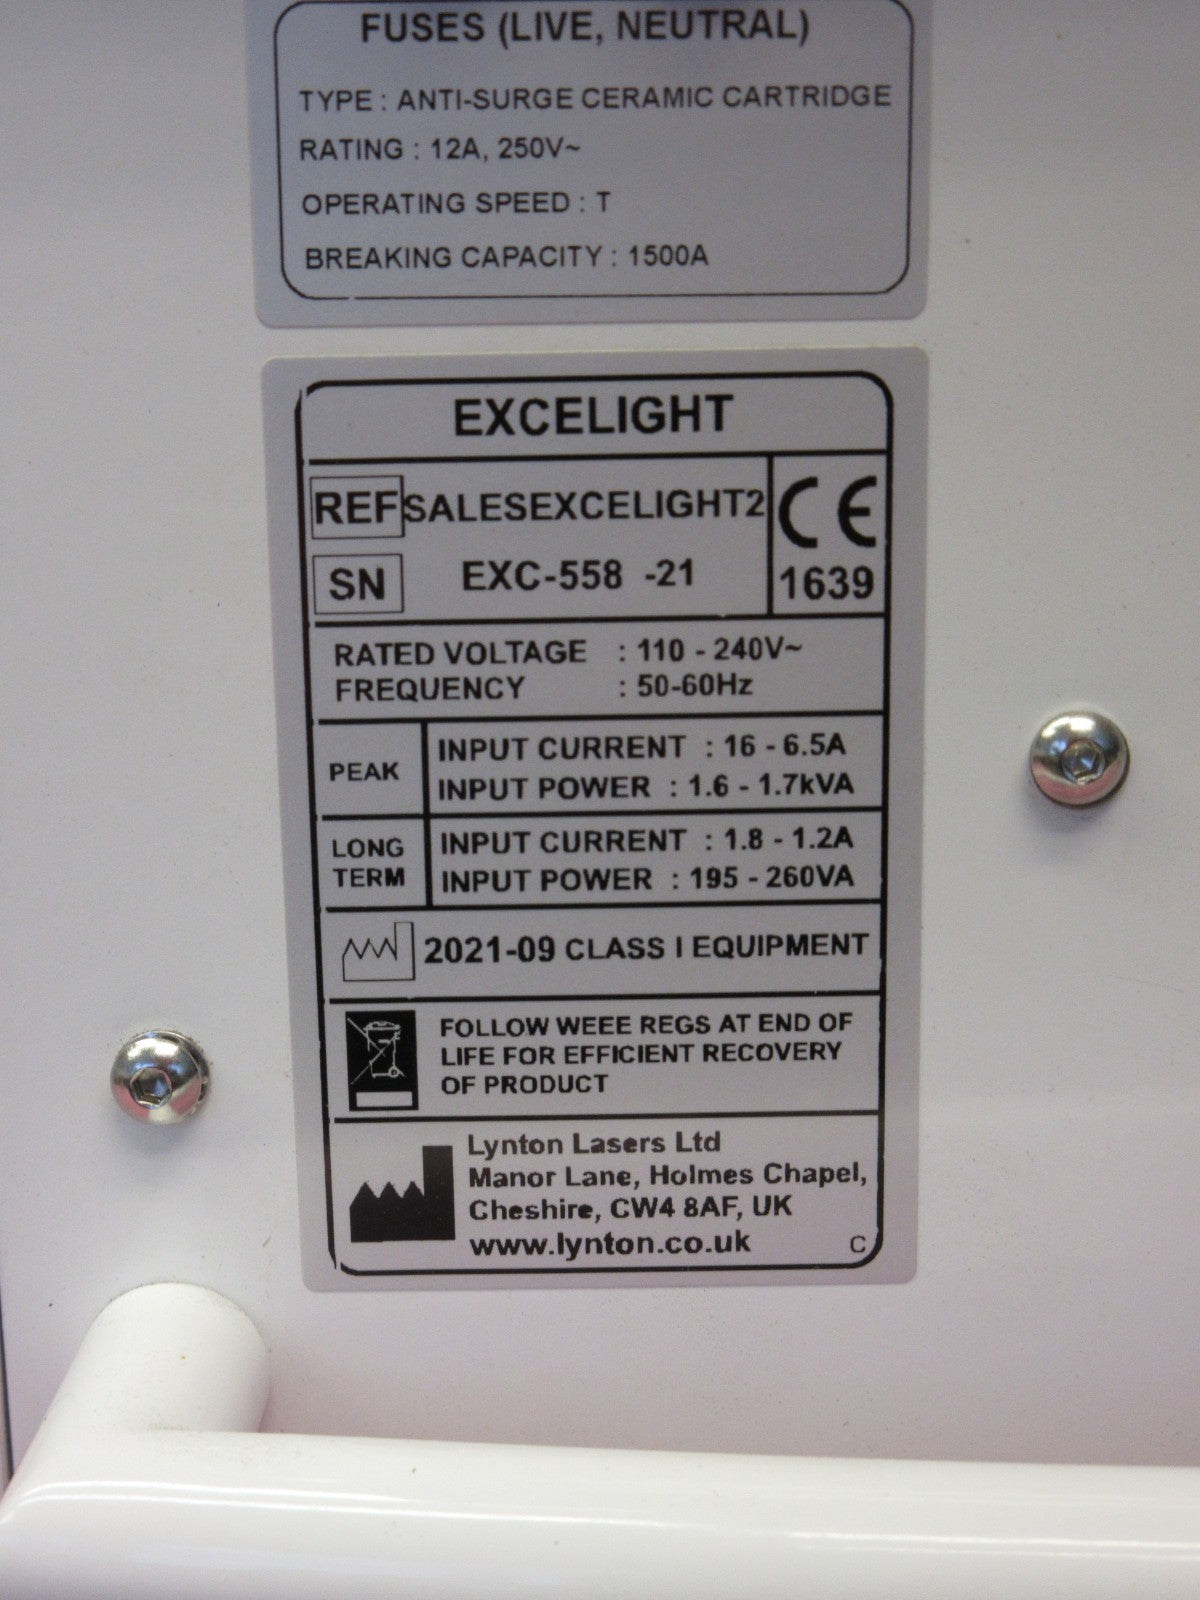 FUSES (LIVE, NEUTRAL)
TYPE : ANTI-SURGE CERAMIC CARTRIDGE
RATING : 12A, 250V~
OPERATING SPEED : T
BREAKING CAPACITY : 1500A
EXCELIGHT
REF SALESEXCELIGHT2 CE
SN EXC-558 -21 1639
RATED VOLTAGE : 110 - 240V~
FREQUENCY : 50-60Hz
PEAK
INPUT CURRENT : 16 - 6.5A
INPUT POWER : 1.6 - 1.7kVA
LONG TERM
INPUT CURRENT : 1.8 - 1.2A
INPUT POWER : 195 - 260VA
2021-09 CLASS I EQUIPMENT
FOLLOW WEEE REGS AT END OF
LIFE FOR EFFICIENT RECOVERY
OF PRODUCT
Lynton Lasers Ltd
Manor Lane, Holmes Chapel,
Cheshire, CW4 8AF, UK
www.lynton.co.uk C